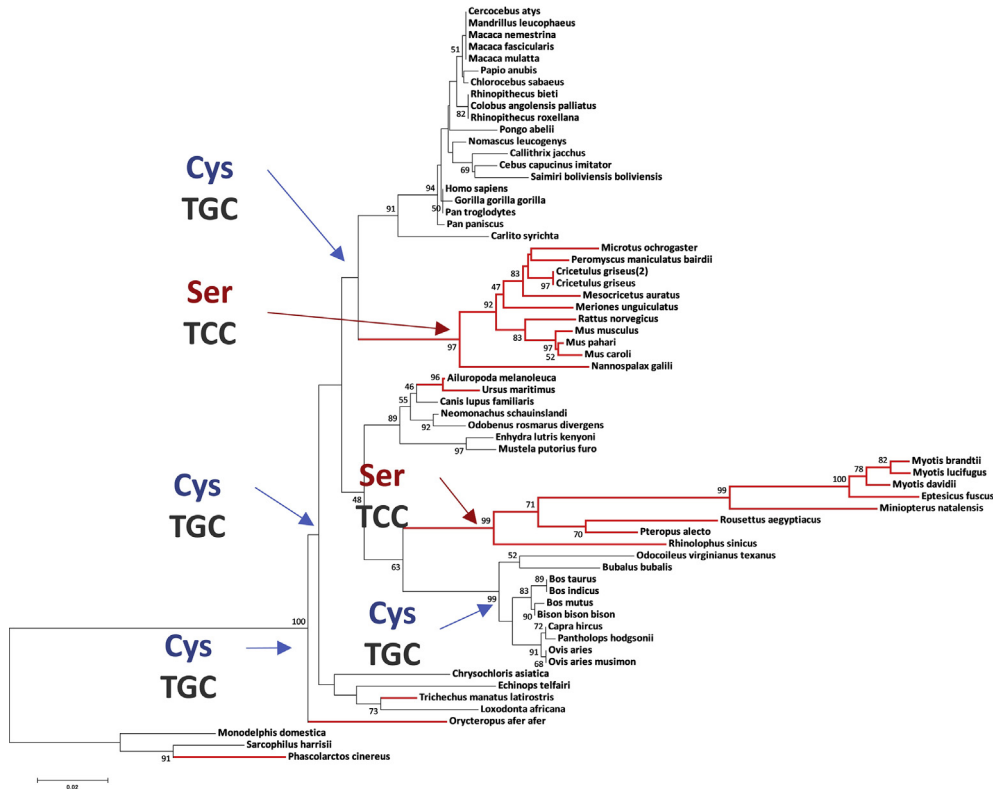 Cercocebus atys
Mandrillus leucophaeus
Macaca nemestrina
51
Macaca fascicularis
Macaca mulatta
Papio anubis
Chlorocebus sabaeus
Rhinopithecus bieti
Colobus angolensis palliatus
82
Rhinopithecus roxellana
Pongo abelii
Nomascus leucogenys
Callithrix jacchus
Cebus capucinus imitator
69
Saimiri boliviensis boliviensis
Cys
TGC
94
Homo sapiens
Gorilla gorilla gorilla
50
Pan troglodytes
91
Pan paniscus
Carlito syrichta
Microtus ochrogaster
Peromyscus maniculatus bairdii
83
Cricetulus griseus(2)
97
Cricetulus griseus
47
Mesocricetus auratus
92
Meriones unguiculatus
Ser
TCC
Rattus norvegicus
83
Mus musculus
97
Mus pahari
52
Mus caroli
97
Nannospalax galili
96
Ailuropoda melanoleuca
46
Ursus maritimus
55
Canis lupus familiaris
89
Neomonachus schauinslandi
92
Odobenus rosmarus divergens
Enhydra lutris kenyoni
97
Mustela putorius furo
82
Myotis brandtii
78
Myotis lucifugus
100
Myotis davidii
Eptesicus fuscus
99
Miniopterus natalensis
Ser
TCC
48
71
99
Rousettus aegyptiacus
70
Pteropus alecto
Rhinolophus sinicus
Cys
TGC
63
52
Odocoileus virginianus texanus
Bubalus bubalis
99
89
Bos taurus
83
Bos indicus
Bos mutus
90
Bison bison bison
72
Capra hircus
Pantholops hodgsonii
91
Ovis aries
68
Ovis aries musimon
Cys
TGC
100
Cys
TGC
Chrysochloris asiatica
Echinops telfairi
Trichechus manatus latirostris
73
Loxodonta africana
Orycteropus afer afer
Monodelphis domestica
Sarcophilus harrisii
91
Phascolarctos cinereus
0.02